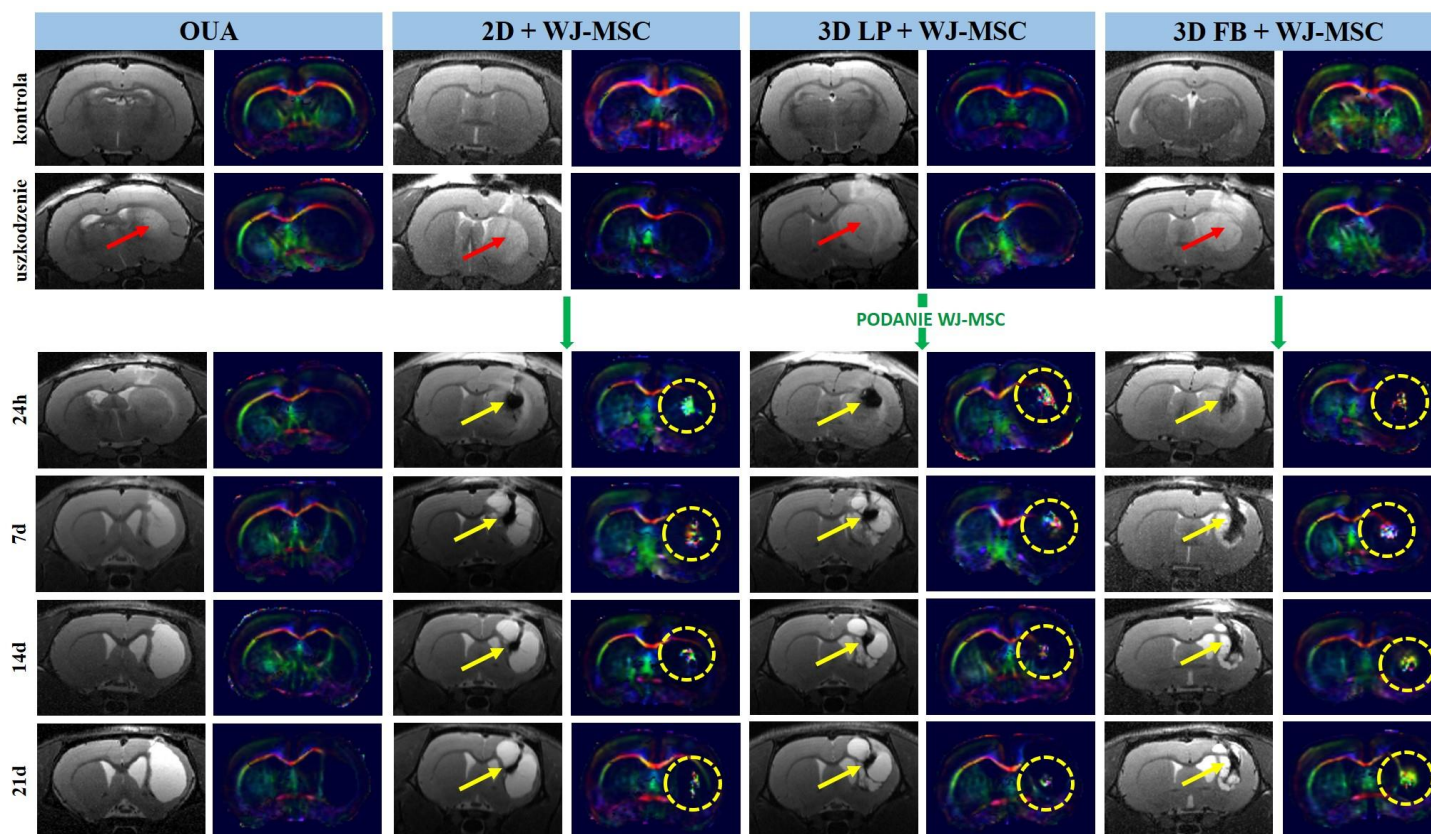 OUA
2D + WJ-MSC
3D LP + WJ-MSC
3D FB + WJ-MSC
kontrola
uszkodzenie
PODANIE WJ-MSC
24h
7d
14d
21d